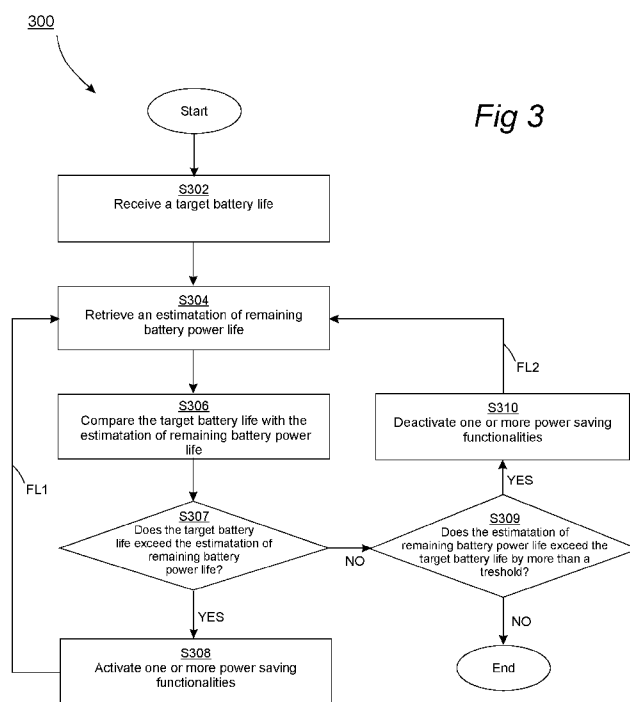 300
Fig 3
Start
S302
Receive a target battery life
S304
Retrieve an estimatation of remaining
battery power life
S306
Compare the target battery life with the
estimatation of remaining battery power
life
FL1
FL2
S310
Deactivate one or more power saving
functionalities
YES
S307
Does the target battery
life exceed the estimatation of
remaining battery
power life?
NO
S309
Does the estimatation of
remaining battery power life exceed the
target battery life by more than a
treshold?
YES
NO
S308
Activate one or more power saving
functionalities
End